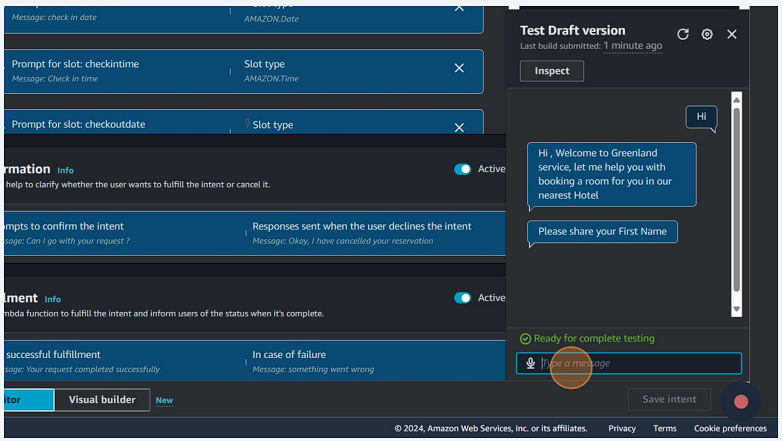 Message: check in date
AMAZON.Date
Prompt for slot: checkintime
Slot type
Message: Check in time
AMAZON.Time
Prompt for slot: checkoutdate
Slot type
rmation Info
Active
help to clarify whether the user wants to fulfill the intent or cancel it.
mpts to confirm the intent
Responses sent when the user declines the intent
sage: Can I go with your request ?
Message: Okay, I have cancelled your reservation
lment Info
Active
mbda function to fulfill the intent and inform users of the status when it's complete.
successful fulfillment
In case of failure
sage: Your request completed successfully
Message: something went wrong
itor
Visual builder
New
Test Draft version
Last build submitted: 1 minute ago
Inspect
Hi
Hi , Welcome to Greenland
service, let me help you with
booking a room for you in our
nearest Hotel
Please share your First Name
Ready for complete testing
Type a message
Save intent
© 2024, Amazon Web Services, Inc. or its affiliates.
Privacy
Terms
Cookie preferences